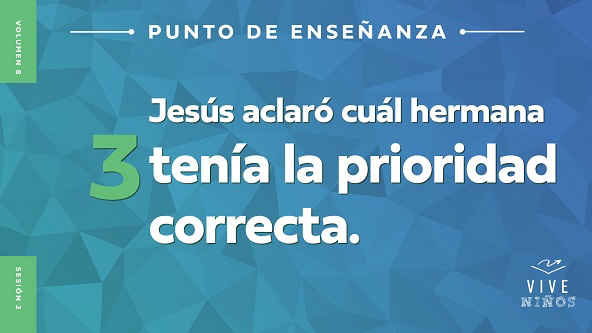 VOLUMEN 8
PUNTO DE ENSEÑANZA
Jesús aclaró cuál hermana
3 tenía la prioridad
correcta.
SESIÓN 2
VIVE
NIÑOS